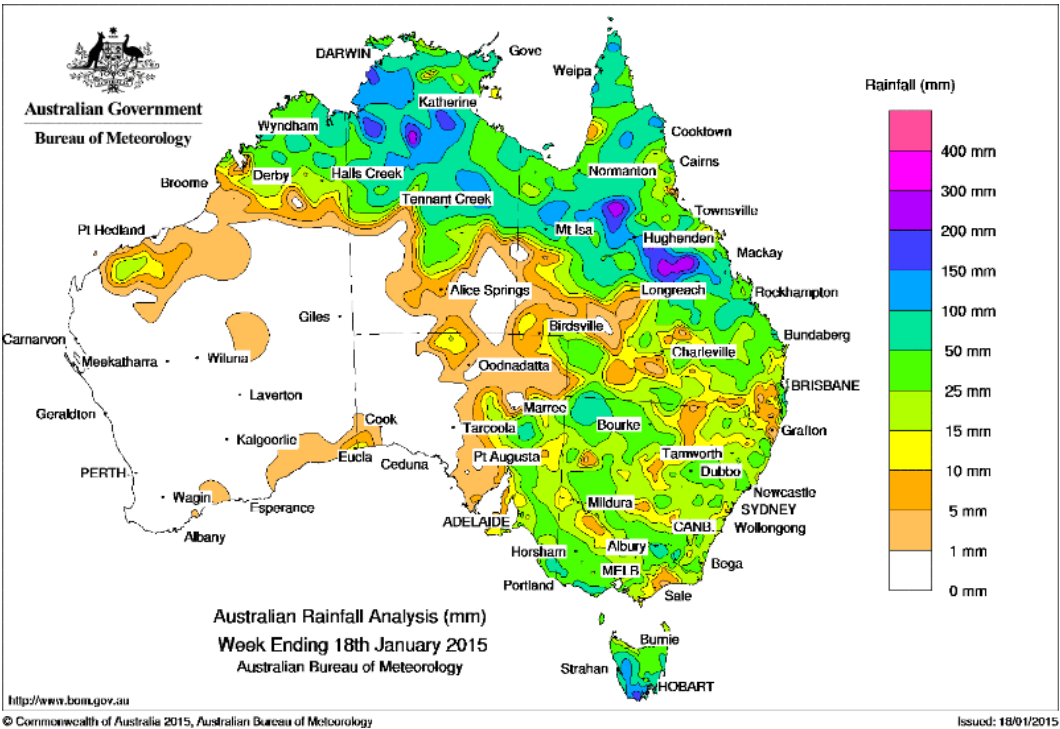 Australian Government
Bureau of Meteorology
DARWIN
Gove
Weipa
Katherine
Wyndham
Cooktown
Cairns
Broome
Derby
Halls Creek
Normanton
Tennant Creek
Townsville
Pt Hedland
Mt Isa
Hughenden
Mackay
Alice Springs
Longreach
Rockhampton
Giles
Birdsville
Bundaberg
Carnarvon
Meekatharra
Wiluna
Charleville
Oodnadatta
BRISBANE
Laverton
Marree
Geraldton
Cook
Tarcoola
Bourke
Grafton
Kalgoorlie
Eucla
Ceduna
Pt Augusta
Tamworth
Dubbo
PERTH
Wagin
Esperance
Mildura
Newcastle
SYDNEY
ADELAIDE
CANB.
Wollongong
Albany
Horsham
Albury
Bega
Portland
MELB
Sale
Burnie
Strahan
HOBART
Rainfall (mm)
400 mm
300 mm
200 mm
150 mm
100 mm
50 mm
25 mm
15 mm
10 mm
5 mm
1 mm
0 mm
Australian Rainfall Analysis (mm)
Week Ending 18th January 2015
Australian Bureau of Meteorology
http://www.bom.gov.au
© Commonwealth of Australia 2015, Australian Bureau of Meteorology
Issued: 18/01/2015